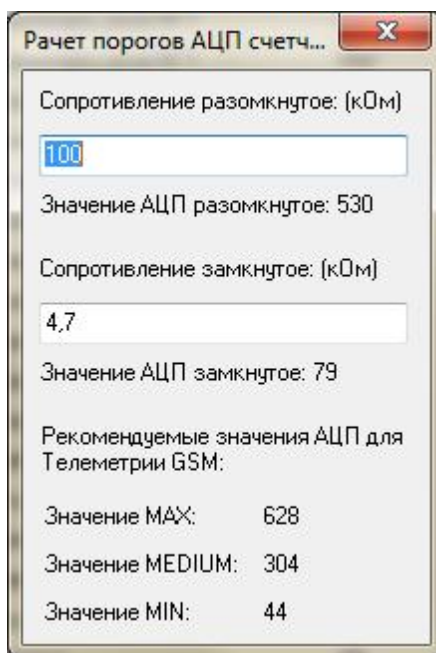 Рачет порогов АЦП счетч...
Сопротивление разомкнутое: (кОм)
100
Значение АЦП разомкнутое: 530
Сопротивление замкнутое: (кОм)
4,7
Значение АЦП замкнутое: 79
Рекомендуемые значения АЦП для
Телеметрии GSM:
Значение MAX: 628
Значение MEDIUM: 304
Значение MIN: 44